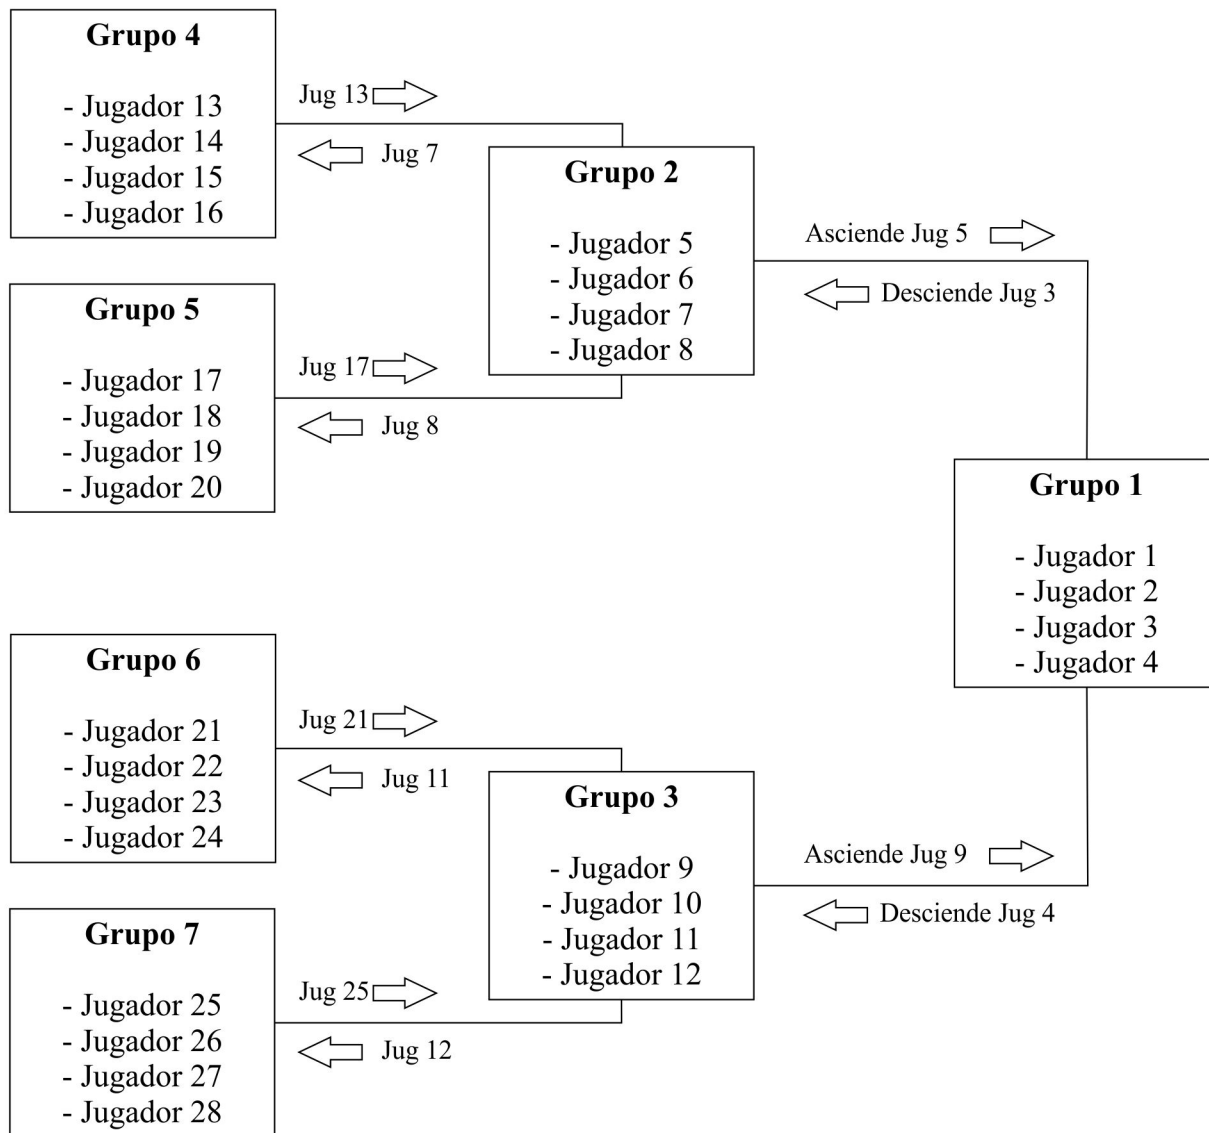 Grupo 4
- Jugador 13
- Jugador 14
- Jugador 15
- Jugador 16
Jug 13
Jug 7
Grupo 5
- Jugador 17
- Jugador 18
- Jugador 19
- Jugador 20
Jug 17
Jug 8
Grupo 2
- Jugador 5
- Jugador 6
- Jugador 7
- Jugador 8
Asciende Jug 5
Desciende Jug 3
Grupo 1
- Jugador 1
- Jugador 2
- Jugador 3
- Jugador 4
Grupo 6
- Jugador 21
- Jugador 22
- Jugador 23
- Jugador 24
Jug 21
Jug 11
Grupo 7
- Jugador 25
- Jugador 26
- Jugador 27
- Jugador 28
Jug 25
Jug 12
Grupo 3
- Jugador 9
- Jugador 10
- Jugador 11
- Jugador 12
Asciende Jug 9
Desciende Jug 4